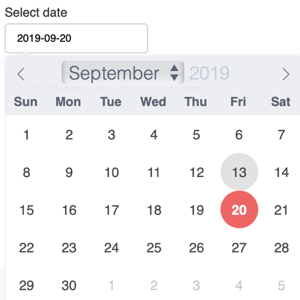 Select date
2019-09-20
September 2019
Sun Mon Tue Wed Thu Fri Sat
1 2 3 4 5 6 7
8 9 10 11 12 13 14
15 16 17 18 19 20 21
22 23 24 25 26 27 28
29 30 1 2 3 4 5